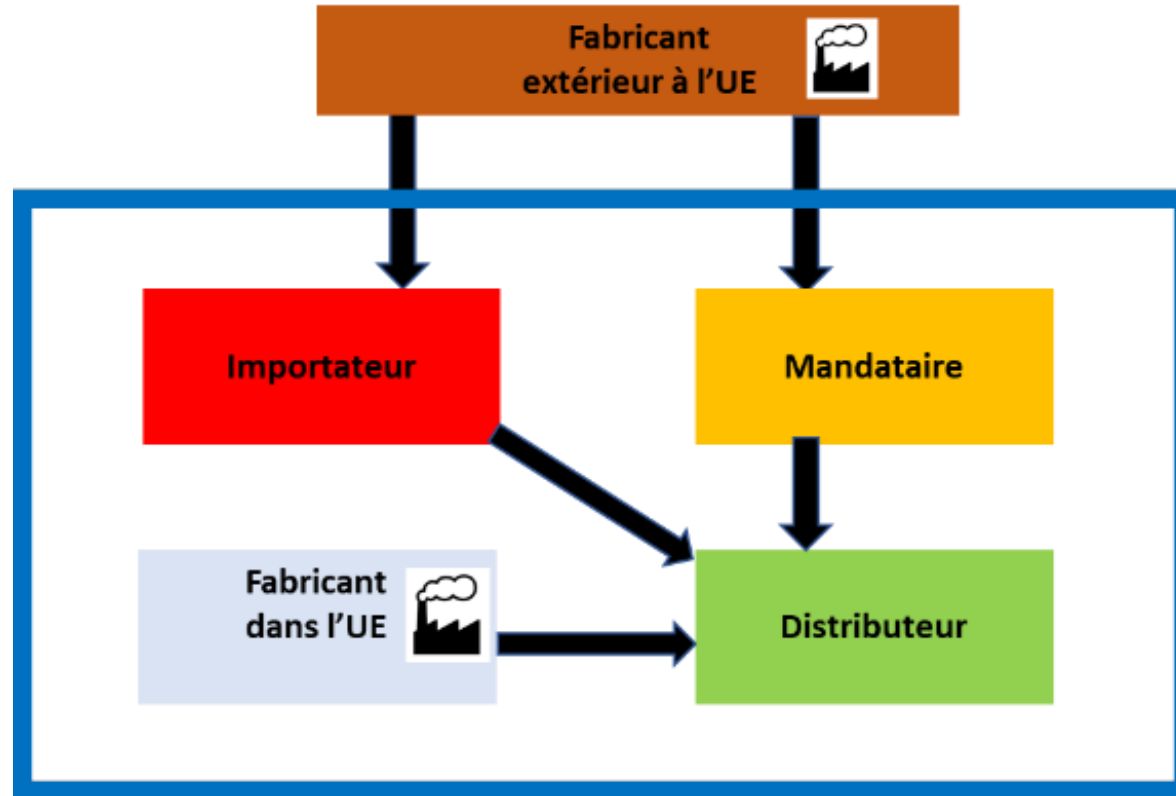 Fabricant
extérieur à l'UE
Importateur
Mandataire
Fabricant
dans l'UE
Distributeur